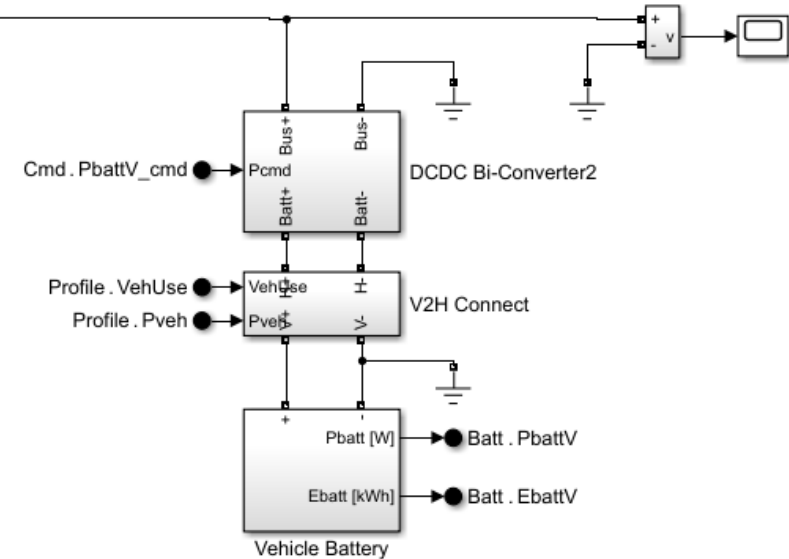 +
v
-
Bus+
Bus-
Cmd.PbattV_cmd
Pcmd
DCDC Bi-Converter2
Batt+
Batt-
Profile.VehUse
VehUse
H+
H-
V2H Connect
Profile.Pveh
Pveh
V+
V-
+
-
Pbatt [W]
Batt.PbattV
Ebatt [kWh]
Batt.EbattV
Vehicle Battery